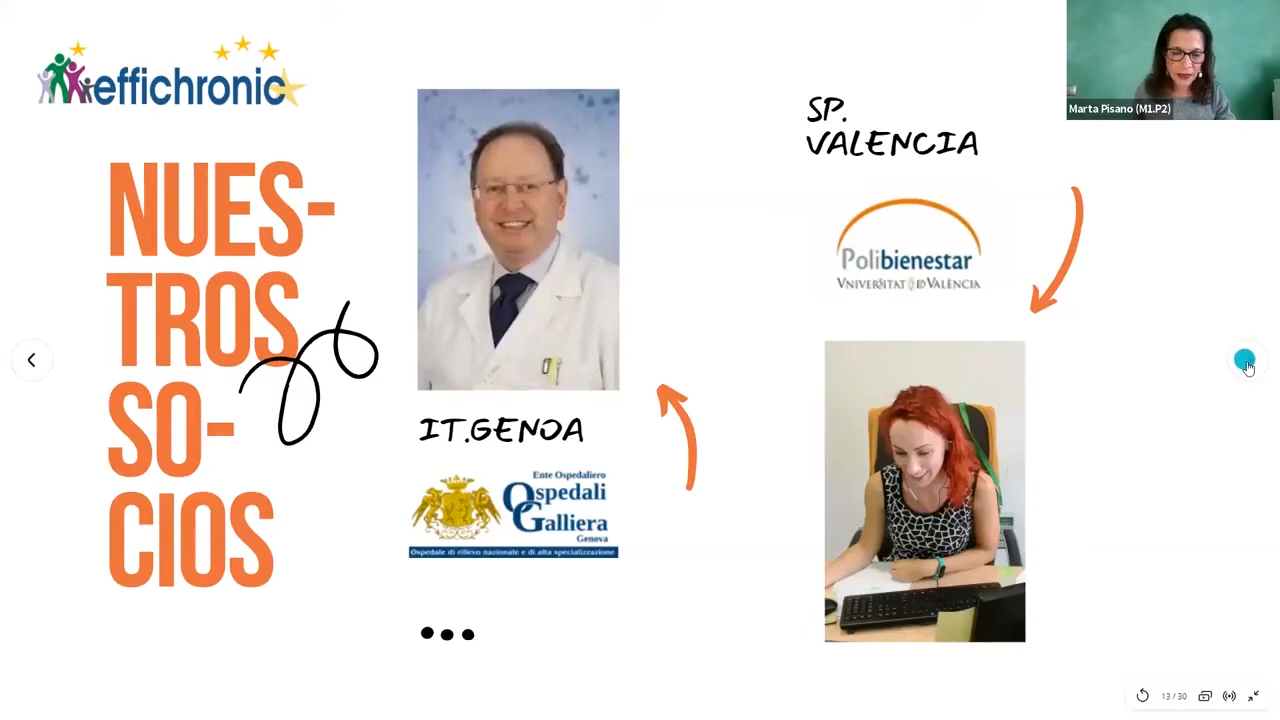 effichronic
NUES-
TROS
SO-
CIOS
IT.GENOA
Ente Ospedaliero
Ospedali
Galliera
Genova
Ospedale di rilievo nazionale e di alta specializzazione
SP.
VALENCIA
Polibienestar
VNIVERSITAT D VALÈNCIA
Marta Pisano (M1.P2)
13 / 30